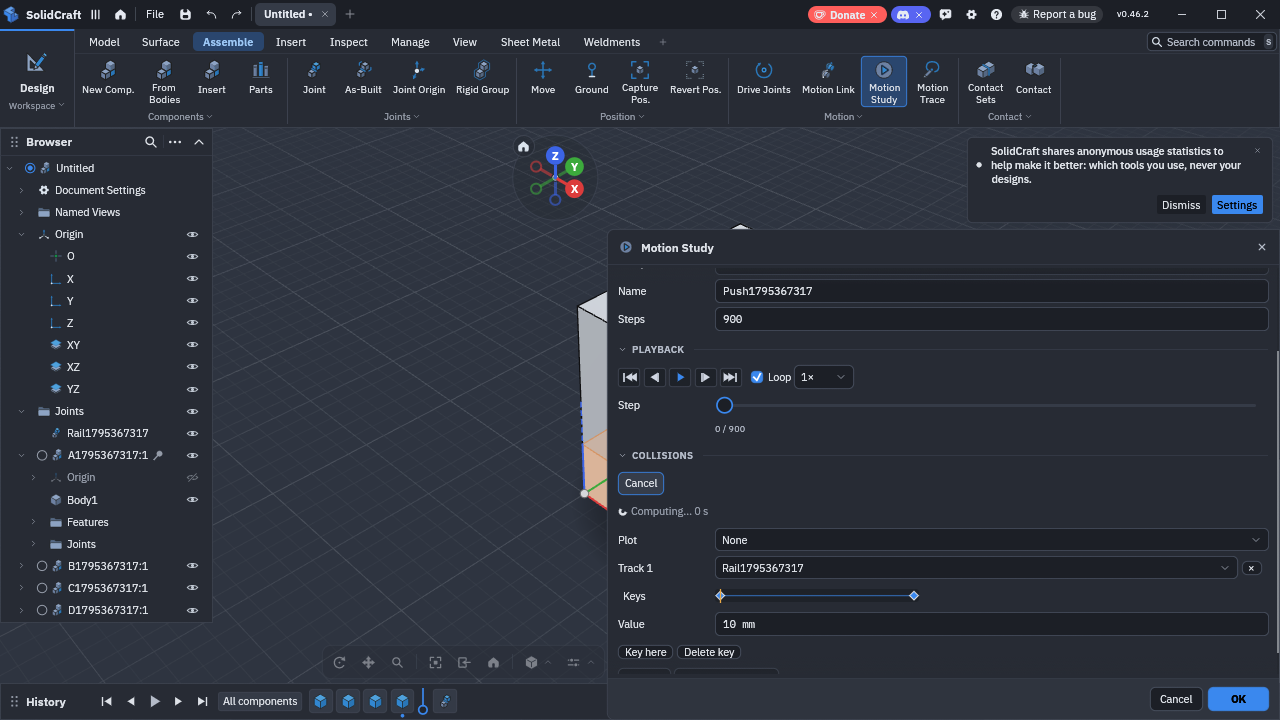 SolidCraft
File
Untitled •
Donate
Report a bug
v0.46.2
Model
Surface
Assemble
Insert
Inspect
Manage
View
Sheet Metal
Weldments
Search commands
S
Design
Workspace
New Comp.
From Bodies
Insert
Parts
Components
Joint
As-Built
Joint Origin
Rigid Group
Joints
Move
Ground
Capture Pos.
Revert Pos.
Position
Drive Joints
Motion Link
Motion Study
Motion Trace
Motion
Contact Sets
Contact
Contact
Browser
Untitled
Document Settings
Named Views
Origin
O
X
Y
Z
XY
XZ
YZ
Joints
Rail1795367317
A1795367317:1
Origin
Body1
Features
Joints
B1795367317:1
C1795367317:1
D1795367317:1
Z
Y
X
SolidCraft shares anonymous usage statistics to
help make it better: which tools you use, never your
designs.
Dismiss
Settings
Motion Study
Name
Push1795367317
Steps
900
PLAYBACK
Loop
1×
Step
0 / 900
COLLISIONS
Cancel
Computing... 0 s
Plot
None
Track 1
Rail1795367317
Keys
Value
10 mm
Key here
Delete key
Cancel
OK
History
All components